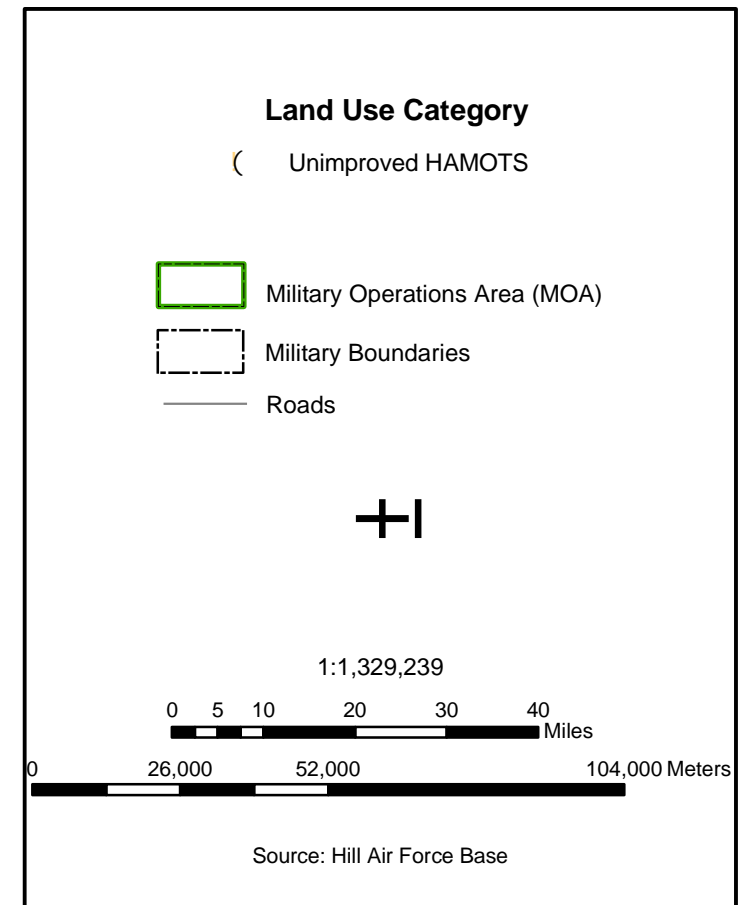 Land Use Category
( Unimproved HAMOTS
Military Operations Area (MOA)
Military Boundaries
Roads
1:1,329,239
0 5 10 20 30 40
Miles
0 26,000 52,000 104,000 Meters
Source: Hill Air Force Base